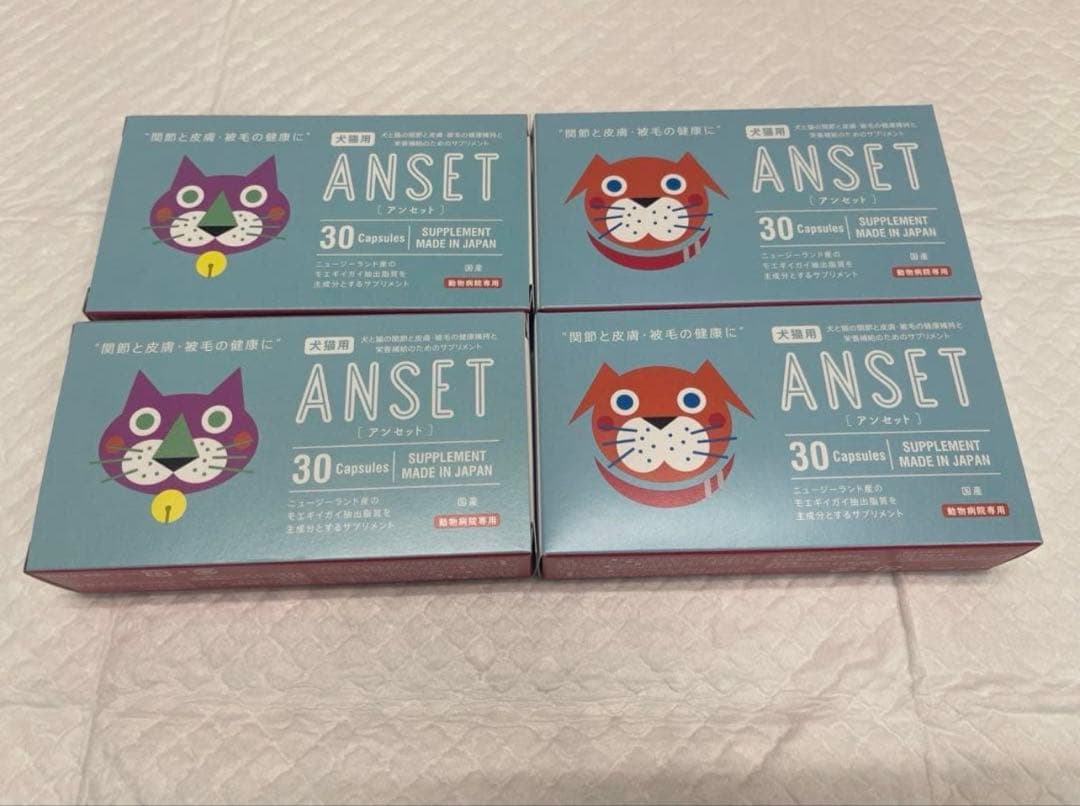 "関節と皮膚・被毛の健康に"
犬猫用
犬と猫の関節と皮膚・被毛の健康維持と
栄養補給のためのサプリメント
ANSET
[アンセット]
30 Capsules
SUPPLEMENT
MADE IN JAPAN
ニュージーランド産の
モエギイガイ抽出脂質を
主成分とするサプリメント
国産
動物病院専用
"関節と皮膚・被毛の健康に"
犬猫用
犬と猫の関節と皮膚・被毛の健康維持と
栄養補給のためのサプリメント
ANSET
[アンセット]
30 Capsules
SUPPLEMENT
MADE IN JAPAN
ニュージーランド産の
モエギイガイ抽出脂質を
主成分とするサプリメント
国産
動物病院専用
"関節と皮膚・被毛の健康に"
犬猫用
犬と猫の関節と皮膚・被毛の健康維持と
栄養補給のためのサプリメント
ANSET
[アンセット]
30 Capsules
SUPPLEMENT
MADE IN JAPAN
ニュージーランド産の
モエギイガイ抽出脂質を
主成分とするサプリメント
国産
動物病院専用
"関節と皮膚・被毛の健康に"
犬猫用
犬と猫の関節と皮膚・被毛の健康維持と
栄養補給のためのサプリメント
ANSET
[アンセット]
30 Capsules
SUPPLEMENT
MADE IN JAPAN
ニュージーランド産の
モエギイガイ抽出脂質を
主成分とするサプリメント
国産
動物病院専用